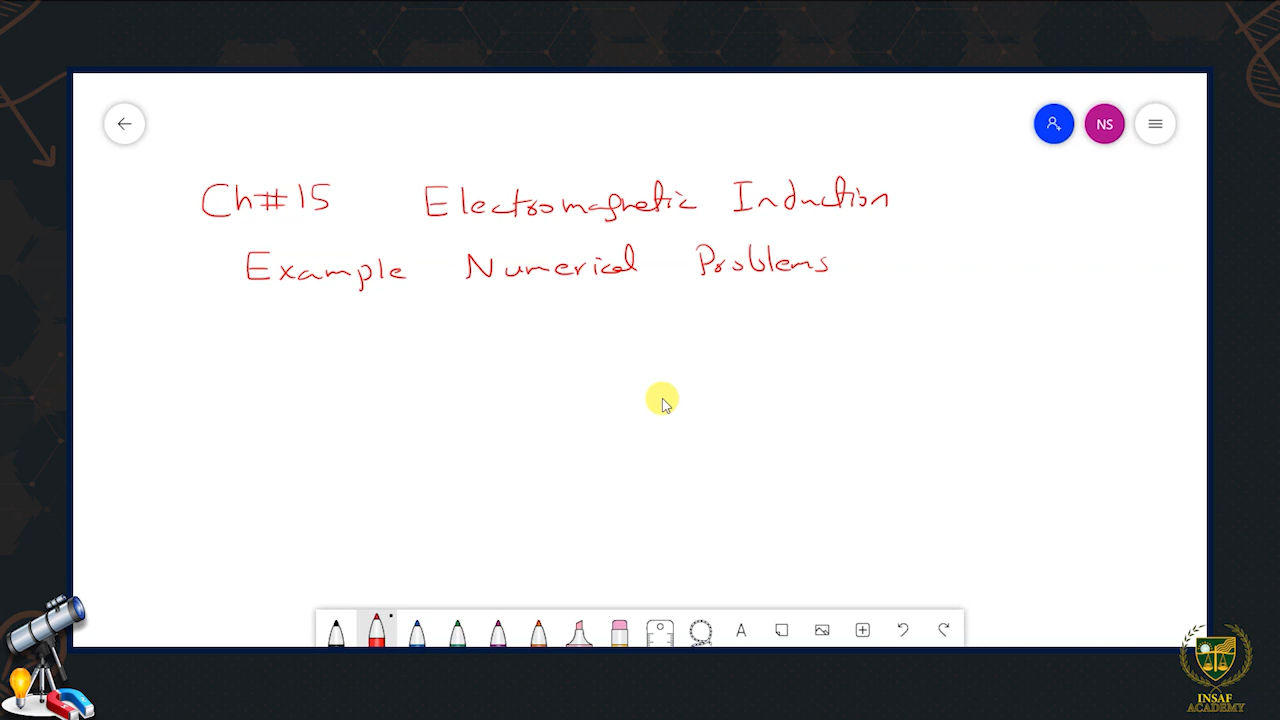 NS
Ch#15 Electromagnetic Induction
Example Numerical Problems
A
INSAF
ACADEMY